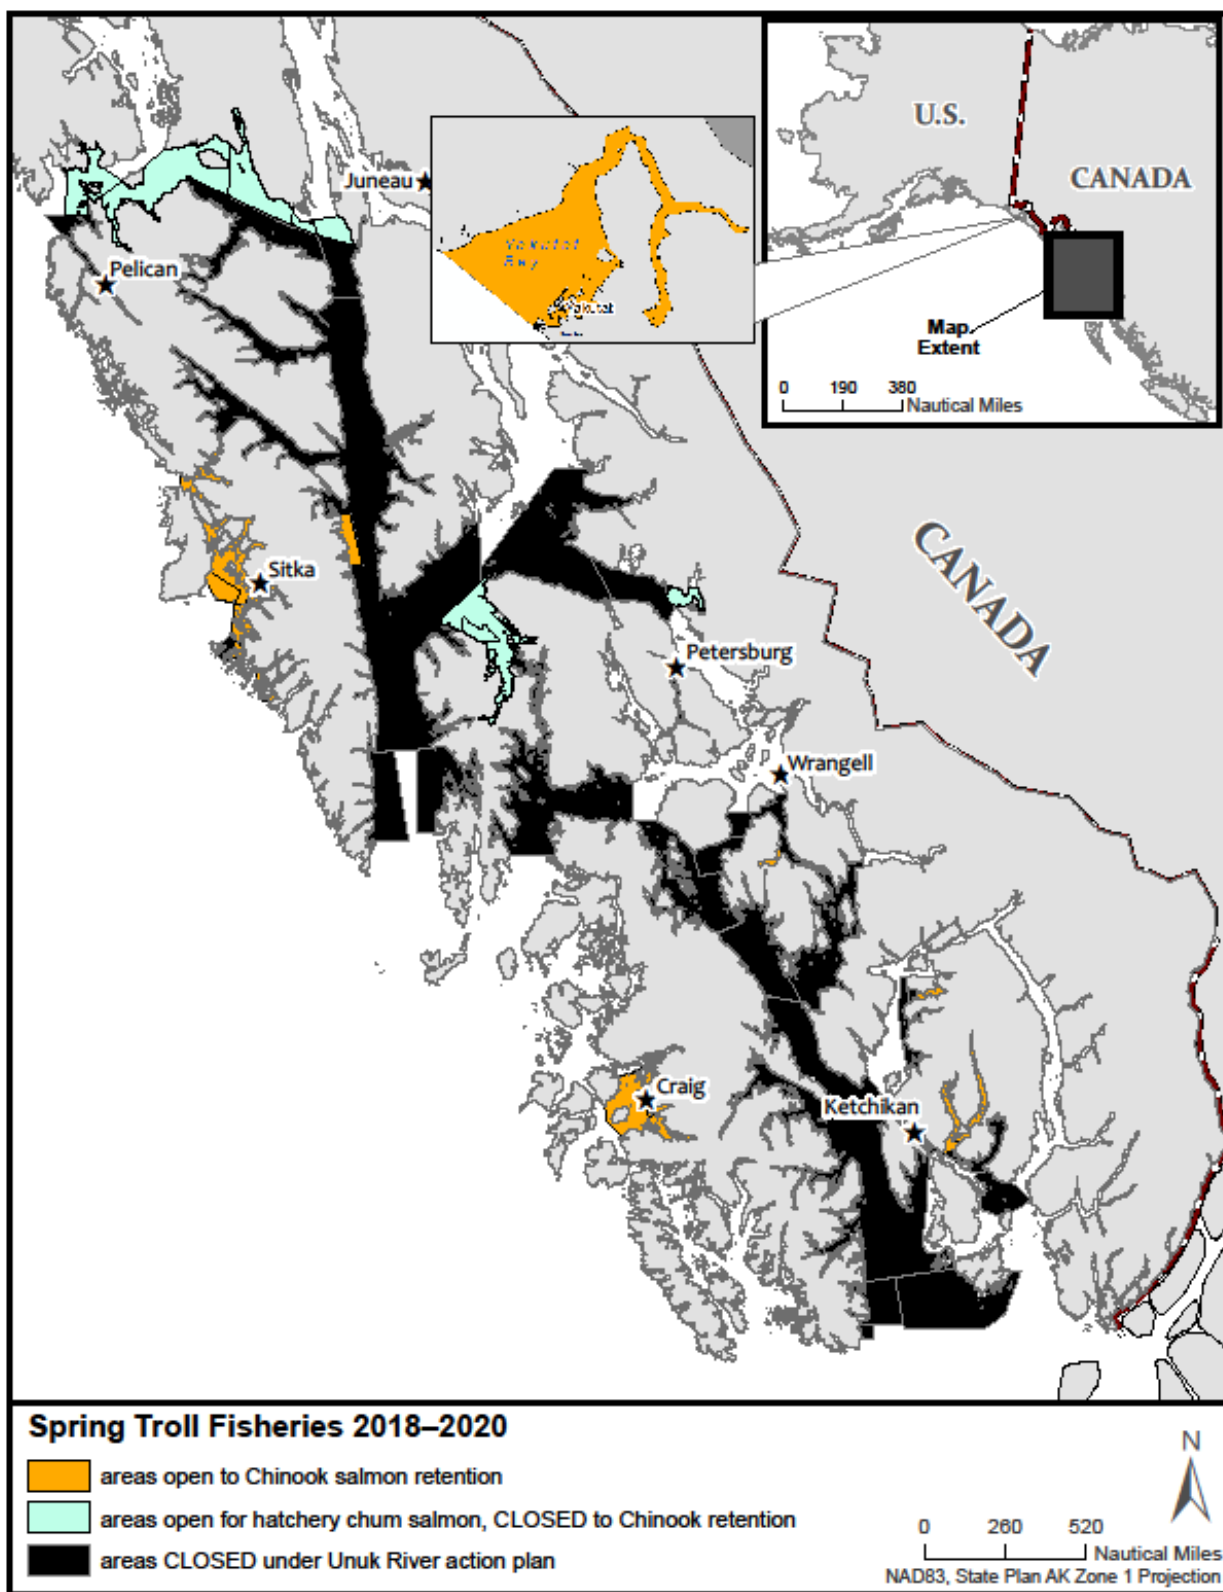 U.S.
CANADA
Juneau
Yakutat
Bay
Yakutat
Pelican
Map
Extent
0 190 380
Nautical Miles
CANADA
Sitka
Petersburg
Wrangell
Craig
Ketchikan
Spring Troll Fisheries 2018–2020
areas open to Chinook salmon retention
areas open for hatchery chum salmon, CLOSED to Chinook retention
areas CLOSED under Unuk River action plan
N
0 260 520
Nautical Miles
NAD83, State Plan AK Zone 1 Projection